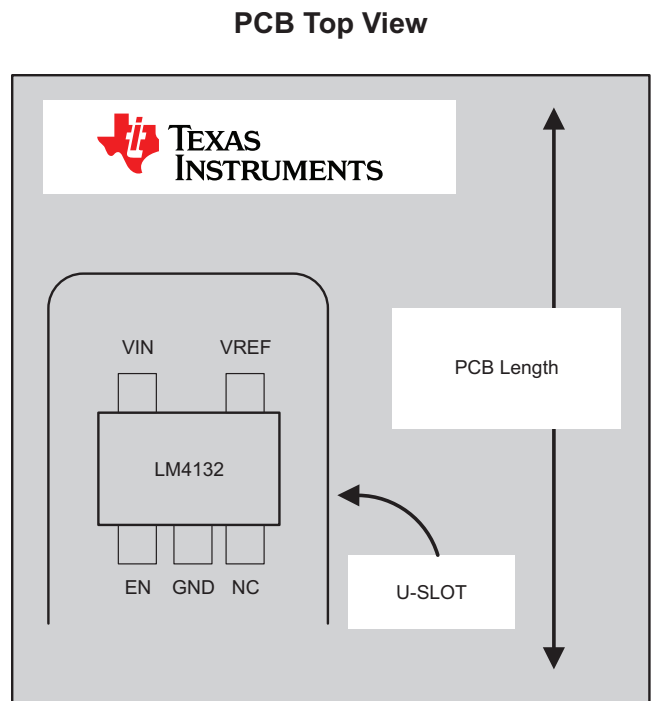 PCB Top View
TEXAS
INSTRUMENTS
VIN VREF
PCB Length
LM4132
EN GND NC
U-SLOT